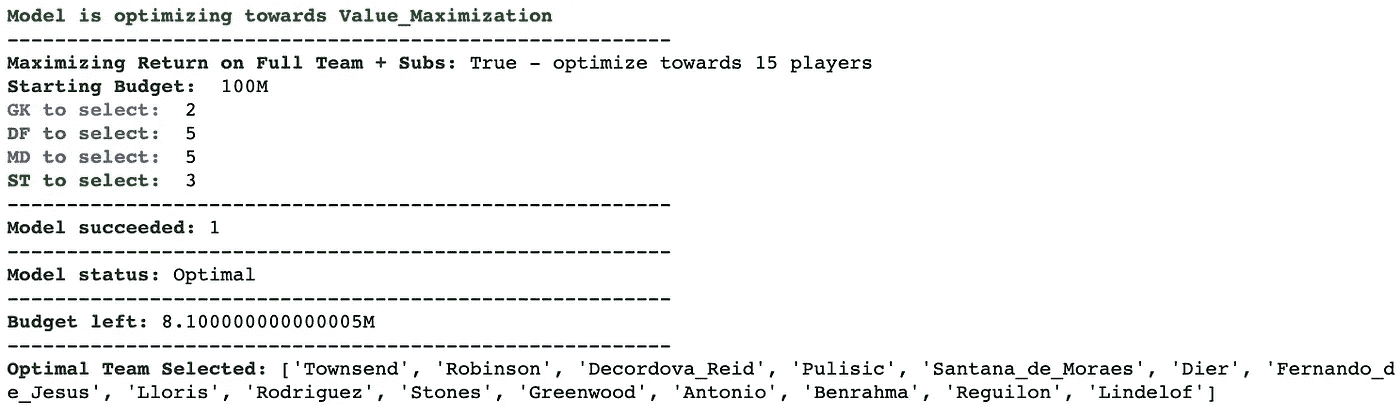 Model is optimizing towards Value_Maximization
-------------------------------------------------------
Maximizing Return on Full Team + Subs: True - optimize towards 15 players
Starting Budget:  100M
GK to select:  2
DF to select:  5
MD to select:  5
ST to select:  3
-------------------------------------------------------
Model succeeded: 1
-------------------------------------------------------
Model status: Optimal
-------------------------------------------------------
Budget left: 8.100000000000005M
-------------------------------------------------------
Optimal Team Selected: ['Townsend', 'Robinson', 'Decordova_Reid', 'Pulisic', 'Santana_de_Moraes', 'Dier', 'Fernando_d
e_Jesus', 'Lloris', 'Rodriguez', 'Stones', 'Greenwood', 'Antonio', 'Benrahma', 'Reguilon', 'Lindelof']